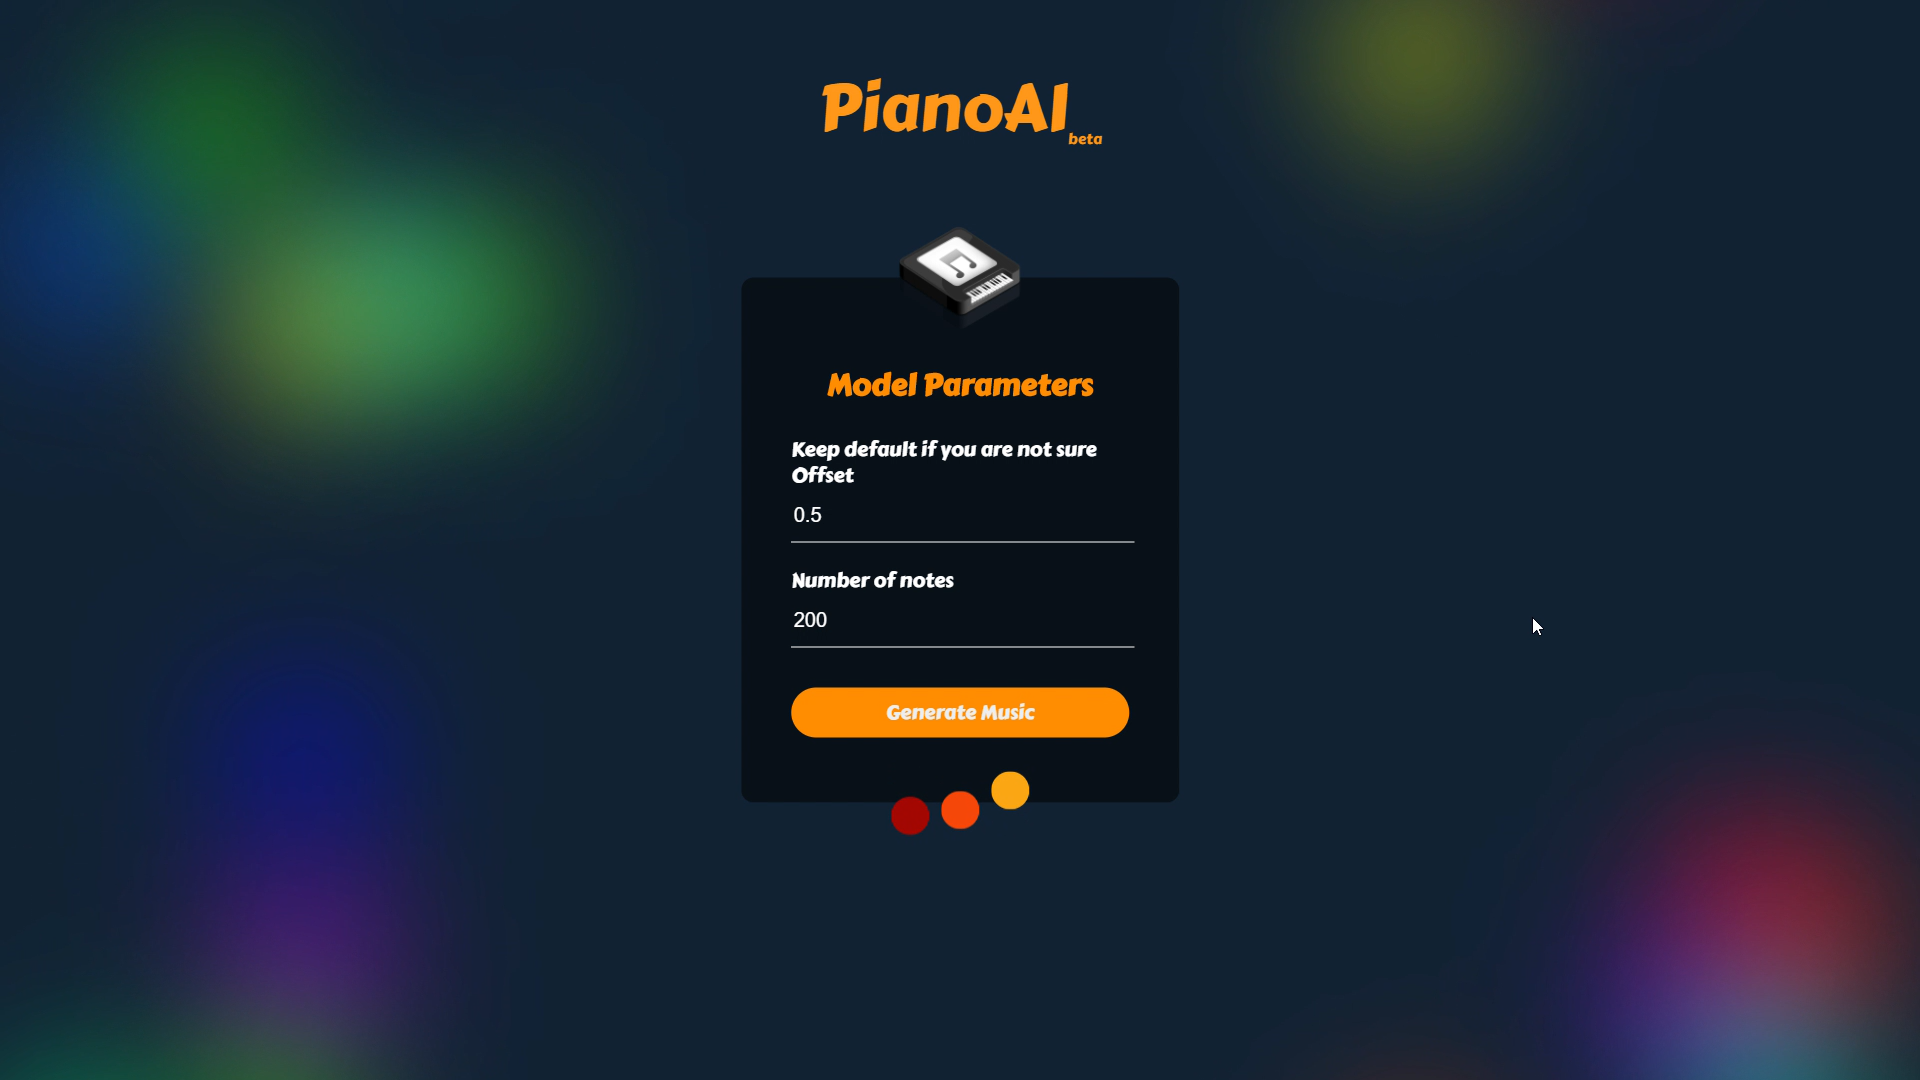 PianoAI
beta
Model Parameters
Keep default if you are not sure
Offset
0.5
Number of notes
200
Generate Music